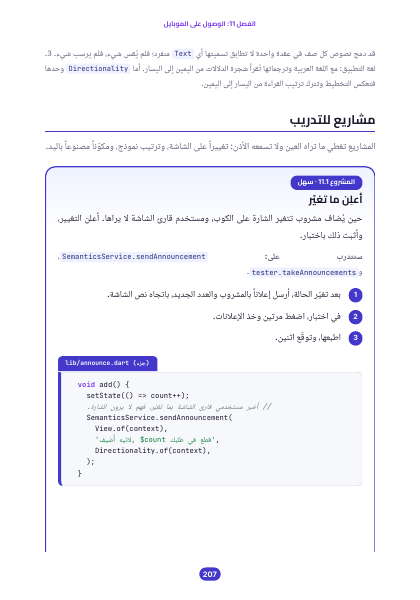 الفصل 11: الوصول على الموبايل
قد دمج نصوص كل صف في عقدة واحدة لا تطابق تسميتها أي Text منفرد؛ فلم يُقَس شيء، فلم يرسب شيء. 3.
لغة التطبيق: مع اللغة العربية وترجماتها تُقرأ شجرة الدلالات من اليمين إلى اليسار. أما Directionality وحدها
فتعكس التخطيط وتترك ترتيب القراءة من اليسار إلى اليمين.
مشاريع للتدريب
المشاريع تغطي ما تراه العين ولا تسمعه الأذن: تغييراً على الشاشة، وترتيب نموذج، ومكوّناً مصنوعاً باليد.
المشروع 11.1 · سهل
أعلِن ما تغيّر
حين يُضاف مشروب تتغير الشارة على الكوب، ومستخدم قارئ الشاشة لا يراها. أعلن التغيير،
وأثبت ذلك باختبار.
ستتدرب على: SemanticsService.sendAnnouncement،
و tester.takeAnnouncements.
1 بعد تغيّر الحالة، أرسل إعلاناً بالمشروب والعدد الجديد، باتجاه نص الشاشة.
2 في اختبار، اضغط مرتين وخذ الإعلانات.
3 اطبعها، وتوقّع اثنين.
lib/announce.dart (جزء)
void add() {
setState(() => count++);
// أخبر مستخدمي قارئ الشاشة بما تغير، فهم لا يرون الشارة.
SemanticsService.sendAnnouncement(
View.of(context),
'أضيف لاتيه، $count في طلبك قطع',
Directionality.of(context),
);
}
207